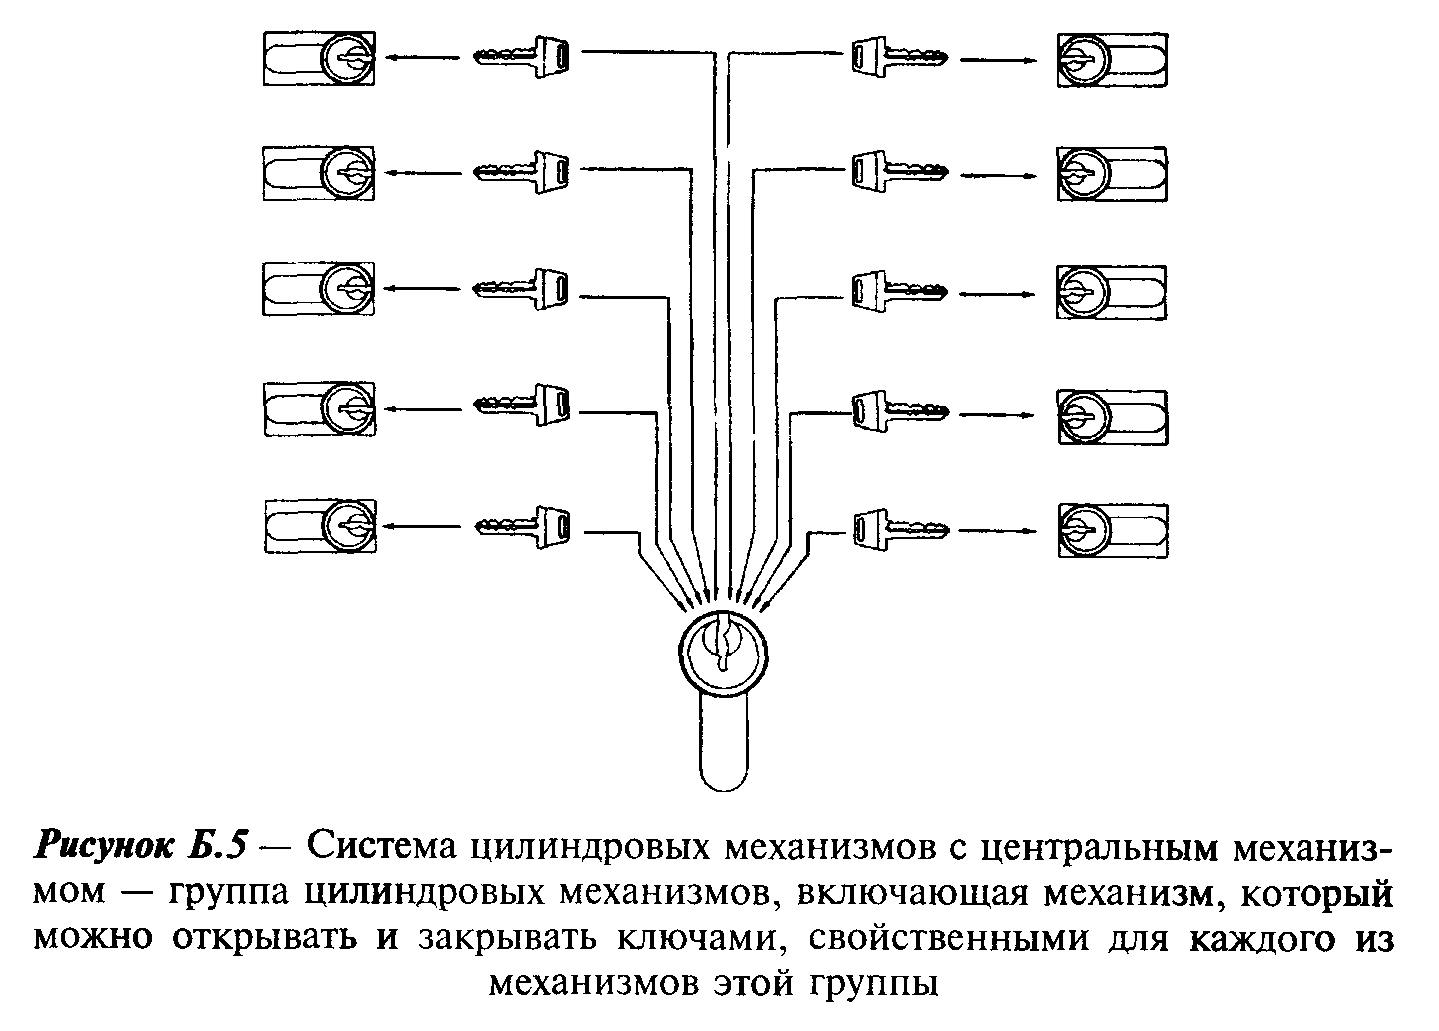 Рисунок Б.5 — Система цилиндровых механизмов с центральным механиз-
мом — группа цилиндровых механизмов, включающая механизм, который
можно открывать и закрывать ключами, свойственными для каждого из
механизмов этой группы